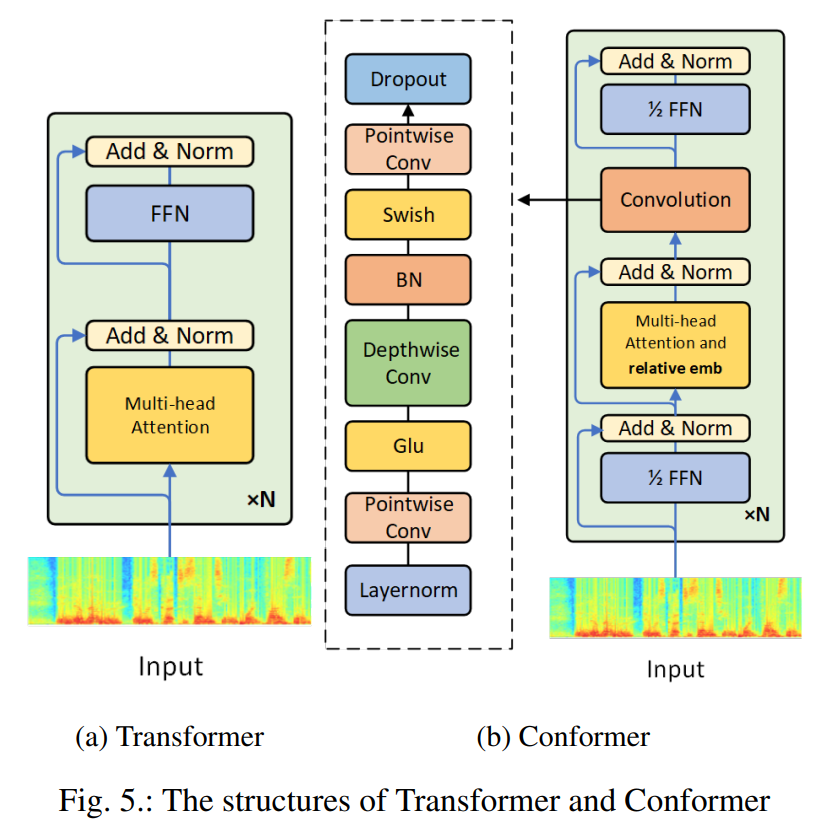 Add & Norm
FFN
Add & Norm
Multi-head
Attention
×N
Input
(a) Transformer
Dropout
Pointwise
Conv
Swish
BN
Depthwise
Conv
Glu
Pointwise
Conv
Layernorm
Add & Norm
½ FFN
Convolution
Add & Norm
Multi-head
Attention and
relative emb
Add & Norm
½ FFN
×N
Input
(b) Conformer
Fig. 5.: The structures of Transformer and Conformer